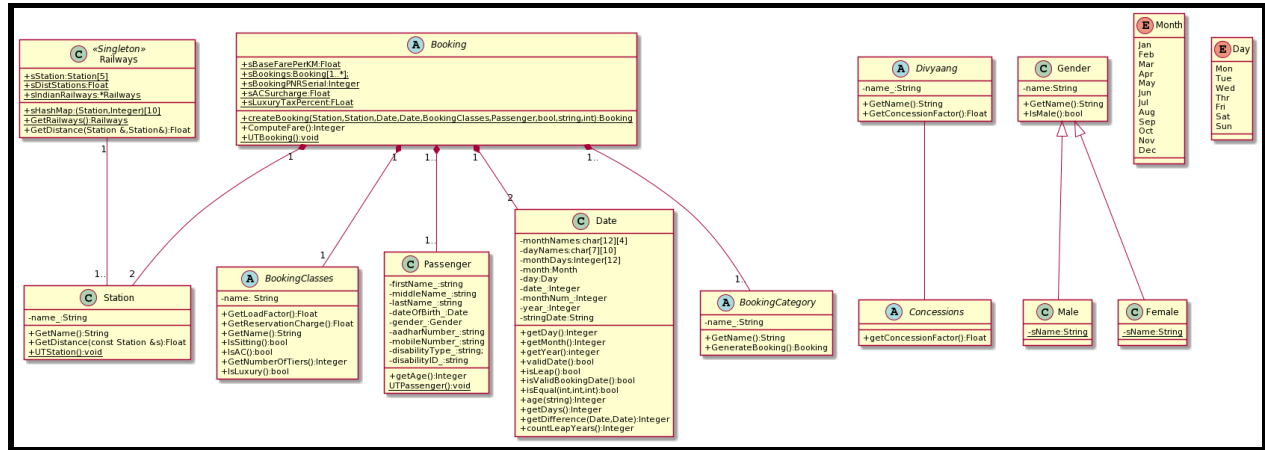 «Singleton»
C Railways
+sStation:Station[5]
+sDistStations:Float
+sIndianRailways:*Railways
+sHashMap:(Station,Integer)[10]
+GetRailways():Railways
+GetDistance(Station &,Station&):Float
A Booking
+sBaseFarePerKM:Float
+sBookings:Booking[1..*];
+sBookingPNRSerial:Integer
+sACSurcharge:Float
+sLuxuryTaxPercent:FLoat
+createBooking(Station,Station,Date,Date,BookingClasses,Passenger,bool,string,int):Booking
+ComputeFare():Integer
+UTBooking():void
A Divyaang
-name_:String
+GetName():String
+GetConcessionFactor():Float
C Gender
-name:String
+GetName():String
+IsMale():bool
E Month
Jan
Feb
Mar
Apr
May
Jun
Jul
Aug
Sep
Oct
Nov
Dec
E Day
Mon
Tue
Wed
Thr
Fri
Sat
Sun
1
1
1
1..
1
1..
1..
2
1
1..
2
1..
C Station
-name_:String
+GetName():String
+GetDistance(const Station &s):Float
+UTStation():void
A BookingClasses
-name: String
+GetLoadFactor():Float
+GetReservationCharge():Float
+GetName():String
+IsSitting():bool
+IsAC():bool
+GetNumberOfTiers():Integer
+IsLuxury():bool
C Passenger
-firstName_:string
-middleName_:string
-lastName_:string
-dateOfBirth_:Date
-gender_:Gender
-aadharNumber_:string
-mobileNumber_:string
-disabilityType_:string;
-disabilityID_:string
+getAge():Integer
UTPassenger():void
C Date
-monthNames:char[12][4]
-dayNames:char[7][10]
-monthDays:Integer[12]
-month:Month
-day:Day
-date_:Integer
-monthNum_:Integer
-year_:Integer
-stringDate:String
+getDay():Integer
+getMonth():Integer
+getYear():integer
+validDate():bool
+isLeap():bool
+isValidBookingDate():bool
+isEqual(int,int,int):bool
+age(string):Integer
+getDays():Integer
+getDifference(Date,Date):Integer
+countLeapYears():Integer
A BookingCategory
-name_:String
+GetName():String
+GenerateBooking():Booking
A Concessions
+getConcessionFactor():Float
C Male
-sName:String
C Female
-sName:String